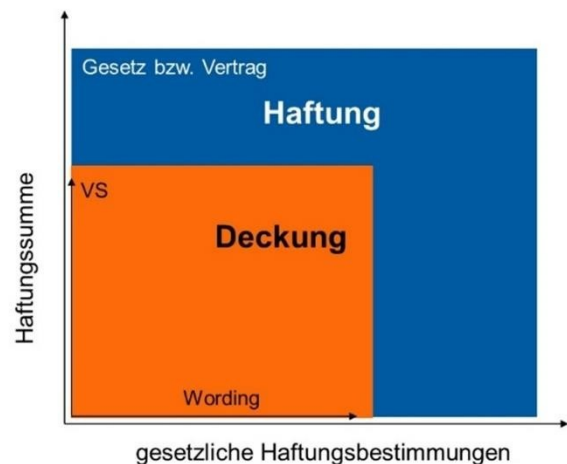 Gesetz bzw. Vertrag
Haftung
VS
Deckung
Wording
Haftungssumme
gesetzliche Haftungsbestimmungen